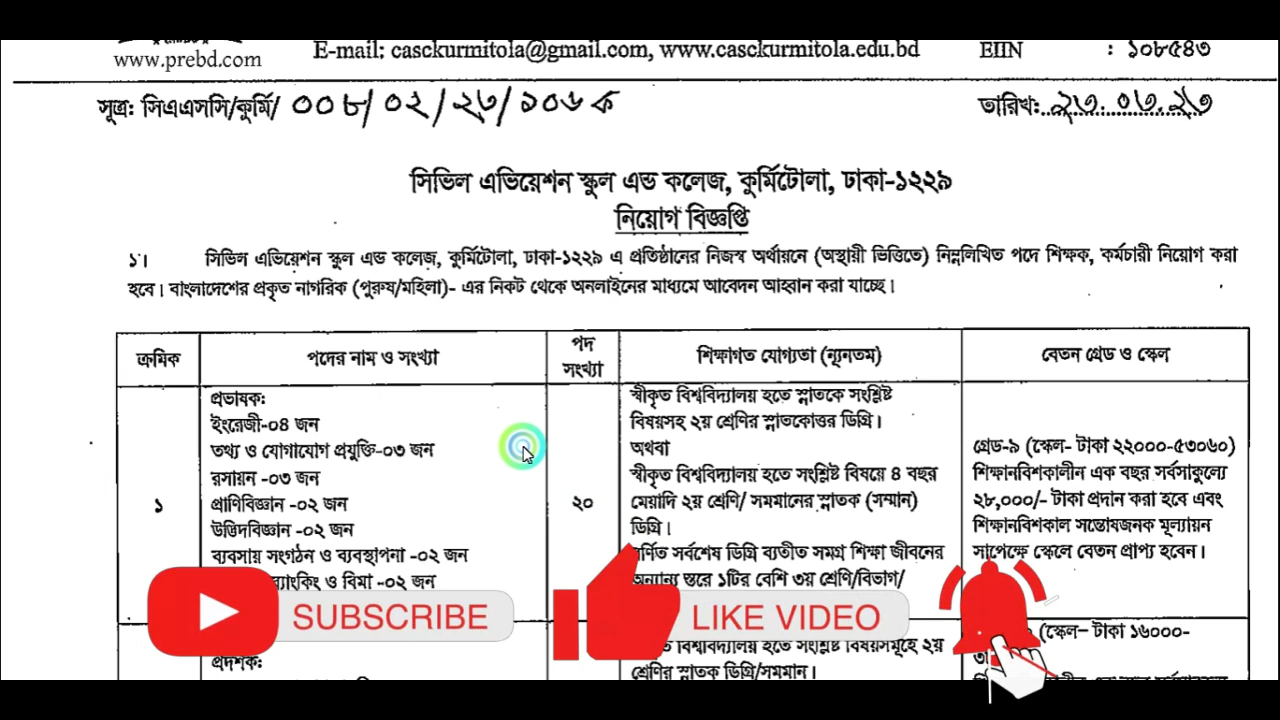 www.prebd.com
E-mail: casckurmitola@gmail.com, www.casckurmitola.edu.bd
EIIN : ১০৮৫৪৩
সূত্র: সিএএসসি/কুর্মি/ ০০৮/০২/২৩/১০৬ ক
তারিখ:..২৩.০৩.২৩
সিভিল এভিয়েশন স্কুল এন্ড কলেজ, কুর্মিটোলা, ঢাকা-১২২৯
নিয়োগ বিজ্ঞপ্তি
১। সিভিল এভিয়েশন স্কুল এন্ড কলেজ, কুর্মিটোলা, ঢাকা-১২২৯ এ প্রতিষ্ঠানের নিজস্ব অর্থায়নে (অস্থায়ী ভিত্তিতে) নিম্নলিখিত পদে শিক্ষক, কর্মচারী নিয়োগ করা
হবে। বাংলাদেশের প্রকৃত নাগরিক (পুরুষ/মহিলা)- এর নিকট থেকে অনলাইনের মাধ্যমে আবেদন আহ্বান করা যাচ্ছে।
ক্রমিক
পদের নাম ও সংখ্যা
পদ
সংখ্যা
শিক্ষাগত যোগ্যতা (ন্যূনতম)
বেতন গ্রেড ও স্কেল
১
প্রভাষক:
ইংরেজী-০৪ জন
তথ্য ও যোগাযোগ প্রযুক্তি-০৩ জন
রসায়ন -০৩ জন
প্রাণিবিজ্ঞান -০২ জন
উদ্ভিদবিজ্ঞান -০২ জন
ব্যবসায় সংগঠন ও ব্যবস্থাপনা -০২ জন
ব্যাংকিং ও বিমা -০২ জন
২০
স্বীকৃত বিশ্ববিদ্যালয় হতে স্নাতকে সংশ্লিষ্ট
বিষয়সহ ২য় শ্রেণির স্নাতকোত্তর ডিগ্রি।
অথবা
স্বীকৃত বিশ্ববিদ্যালয় হতে সংশ্লিষ্ট বিষয়ে ৪ বছর
মেয়াদি ২য় শ্রেণি/ সমমানের স্নাতক (সম্মান)
ডিগ্রি।
বর্ণিত সর্বশেষ ডিগ্রি ব্যতীত সমগ্র শিক্ষা জীবনের
অন্যান্য স্তরে ১টির বেশি ৩য় শ্রেণি/বিভাগ/
গ্রেড-৯ (স্কেল- টাকা ২২০০০-৫৩০৬০)
শিক্ষানবিশকালীন এক বছর সর্বসাকুল্যে
২৮,০০০/- টাকা প্রদান করা হবে এবং
শিক্ষানবিশকাল সন্তোষজনক মূল্যায়ন
সাপেক্ষে স্কেলে বেতন প্রাপ্য হবেন।
SUBSCRIBE
LIKE VIDEO
প্রদর্শক:
বিশ্ববিদ্যালয় হতে সংশ্লিষ্ট বিষয়সমূহে ২য়
শ্রেণির স্নাতক ডিগ্রি/সমমান।
(স্কেল– টাকা ১৬০০০-